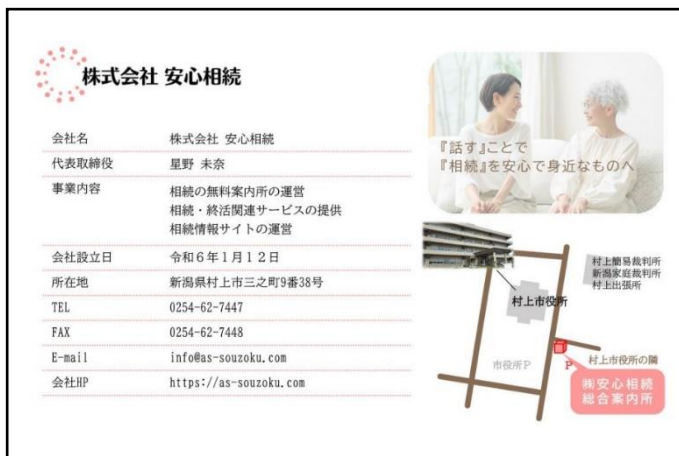 株式会社 安心相続
会社名 株式会社 安心相続
代表取締役 星野 未奈
事業内容 相続の無料案内所の運営
相続・終活関連サービスの提供
相続情報サイトの運営
会社設立日 令和６年１月１２日
所在地 新潟県村上市三之町9番38号
TEL 0254-62-7447
FAX 0254-62-7448
E-mail info@as-souzoku.com
会社HP https://as-souzoku.com
『話す』ことで
『相続』を安心で身近なものへ
村上簡易裁判所
新潟家庭裁判所
村上出張所
村上市役所
市役所Ｐ
P
村上市役所の隣
㈱安心相続
総合案内所